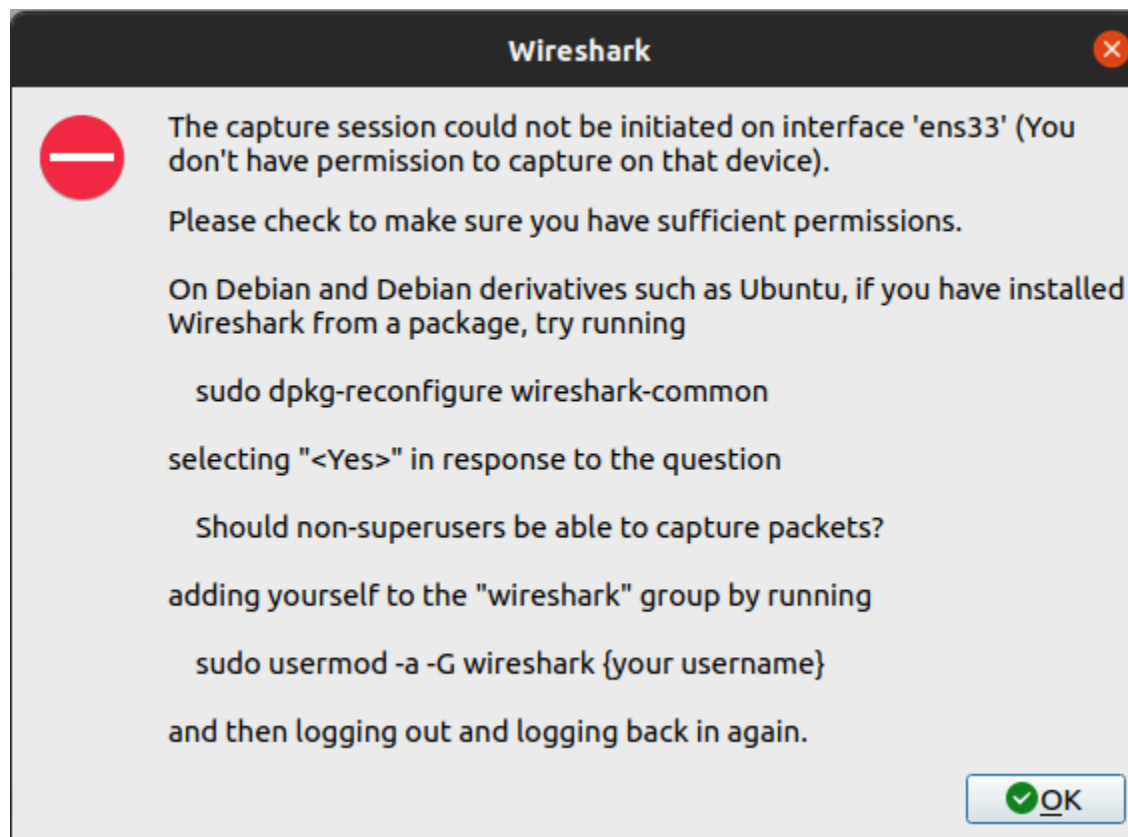 Wireshark
The capture session could not be initiated on interface 'ens33' (You
don't have permission to capture on that device).
Please check to make sure you have sufficient permissions.
On Debian and Debian derivatives such as Ubuntu, if you have installed
Wireshark from a package, try running
sudo dpkg-reconfigure wireshark-common
selecting "<Yes>" in response to the question
Should non-superusers be able to capture packets?
adding yourself to the "wireshark" group by running
sudo usermod -a -G wireshark {your username}
and then logging out and logging back in again.
OK